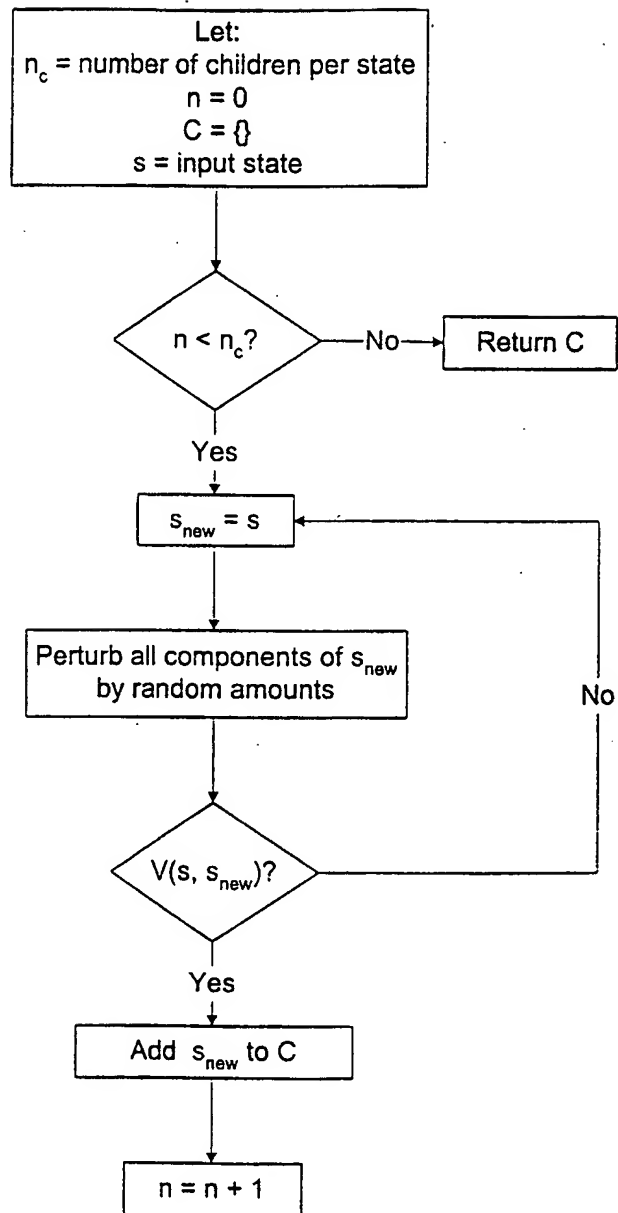 Let:
n_c = number of children per state
n = 0
C = {}
s = input state
n < n_c?
No
Return C
Yes
s_new = s
Perturb all components of s_new
by random amounts
No
V(s, s_new)?
Yes
Add s_new to C
n = n + 1